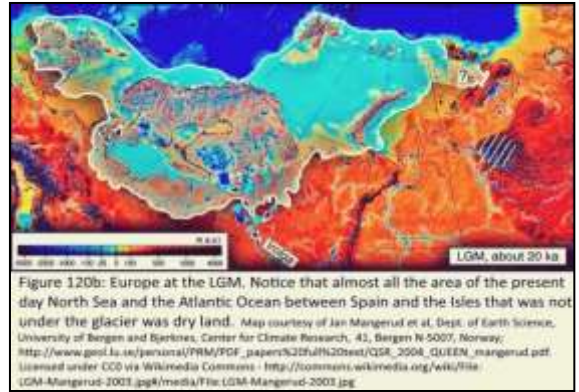 ?
LGM, about 20 ka
Figure 120b: Europe at the LGM. Notice that almost all the area of the present
day North Sea and the Atlantic Ocean between Spain and the Isles that was not
under the glacier was dry land. Map courtesy of Jan Mangerud et al, Dept. of Earth Science,
University of Bergen and Bjerknes, Center for Climate Research, 41, Bergen N-5007, Norway;
http://www.geol.lu.se/personal/PRM/PDF_papers%20full%20text/QSR_2004_QUEEN_mangerud.pdf
Licensed under CC0 via Wikimedia Commons - http://commons.wikimedia.org/wiki/File:
LGM-Mangerud-2003.jpg#/media/File:LGM-Mangerud-2003.jpg